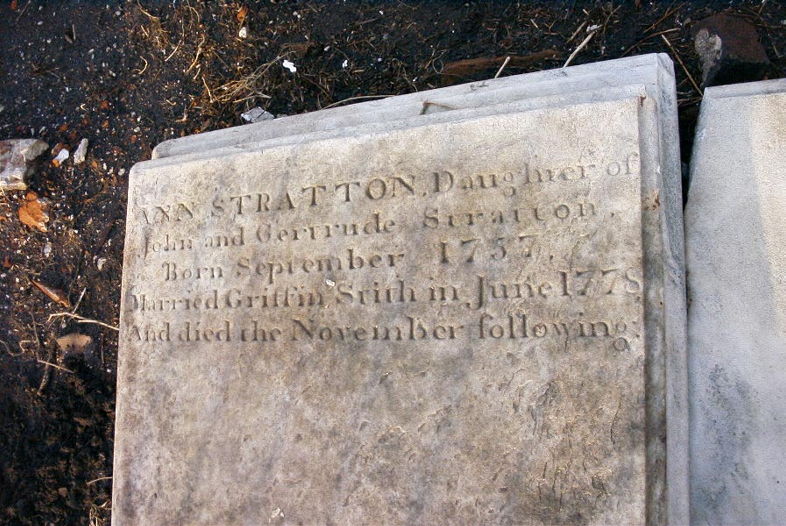 ANN STRATTON. Daughter of
John and Gertrude Stratton.
Born September 1757.
Married Griffin Stith in June 1778
And died the November following.